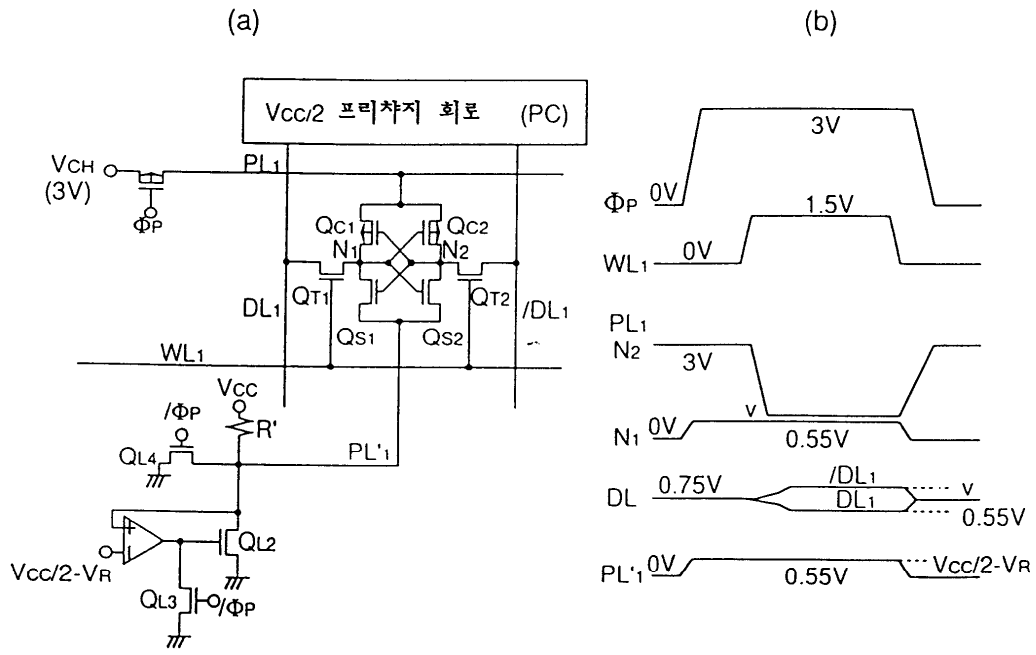 (a)
VCC/2 프리챠지 회로 (PC)
VCH
(3V)
ΦP
PL1
QC1
QC2
N1
N2
QT1
QT2
DL1
/DL1
QS1
QS2
WL1
VCC
/ΦP
R'
QL4
PL'1
+
-
QL2
VCC/2-VR
QL3
/ΦP
(b)
3V
ΦP 0V
1.5V
WL1 0V
PL1
N2
3V
v
N1 0V
0.55V
DL 0.75V
/DL1
DL1
v
0.55V
PL'1 0V
0.55V
VCC/2-VR